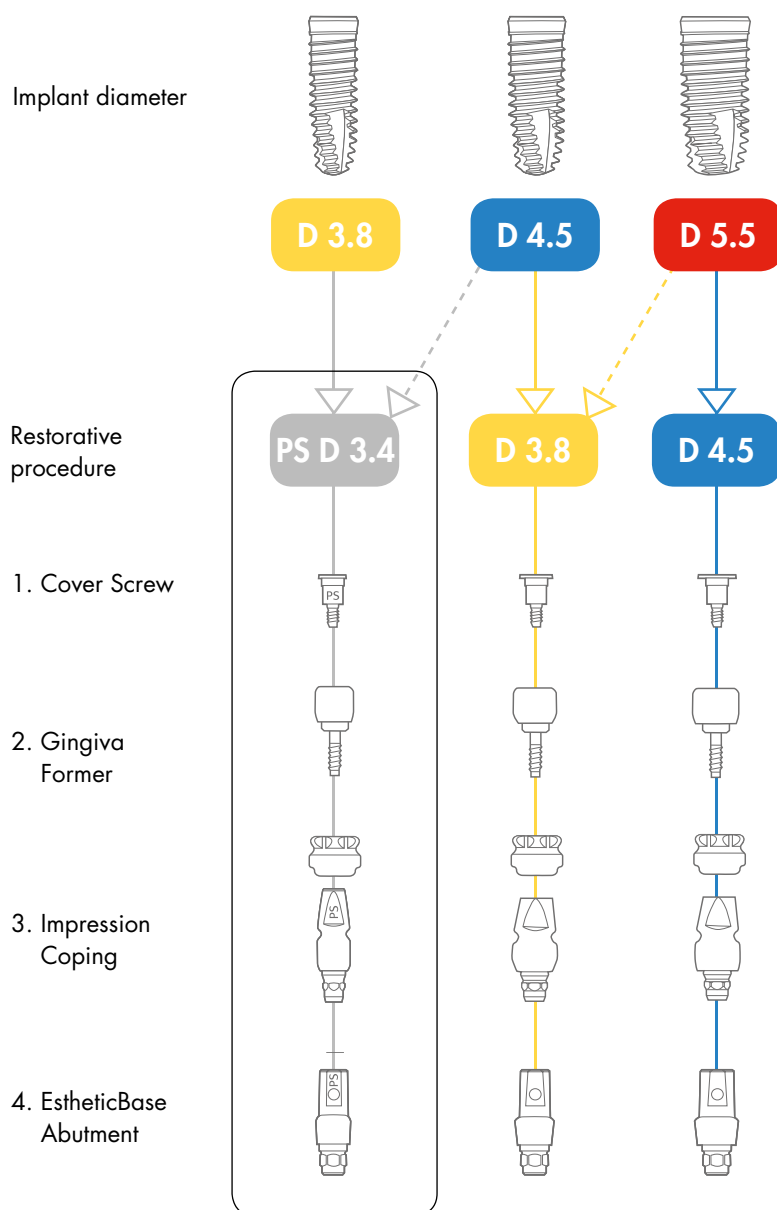 Implant diameter
D 3.8
D 4.5
D 5.5
Restorative
procedure
PS D 3.4
D 3.8
D 4.5
1. Cover Screw
PS
2. Gingiva
Former
3. Impression
Coping
PS
4. EstheticBase
Abutment
PS